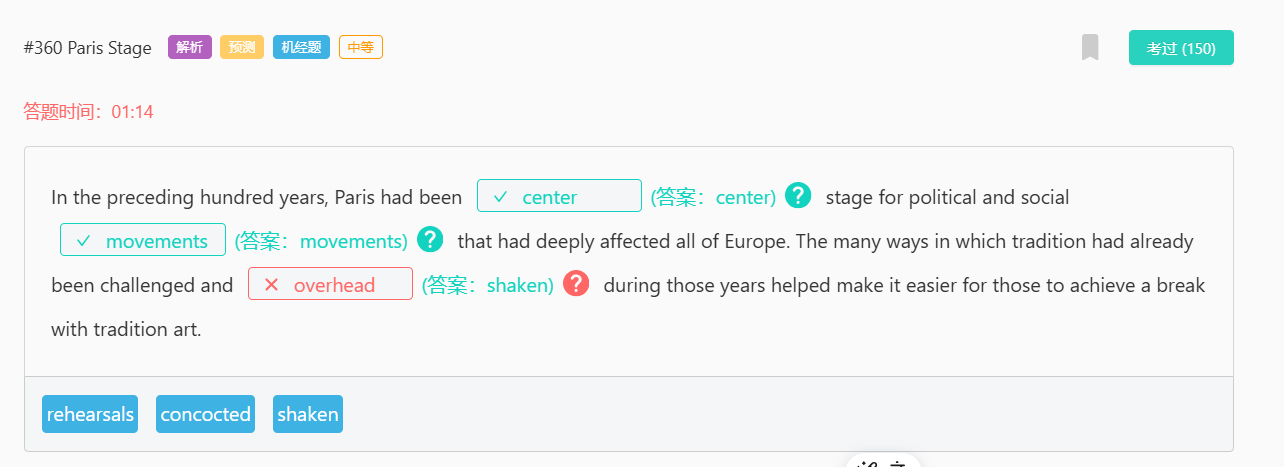 #360 Paris Stage 解析 预测 机经题 中等 考过 (150)
答题时间：01:14
In the preceding hundred years, Paris had been center (答案：center) ? stage for political and social
movements (答案：movements) ? that had deeply affected all of Europe. The many ways in which tradition had already
been challenged and overhead (答案：shaken) ? during those years helped make it easier for those to achieve a break
with tradition art.
rehearsals concocted shaken